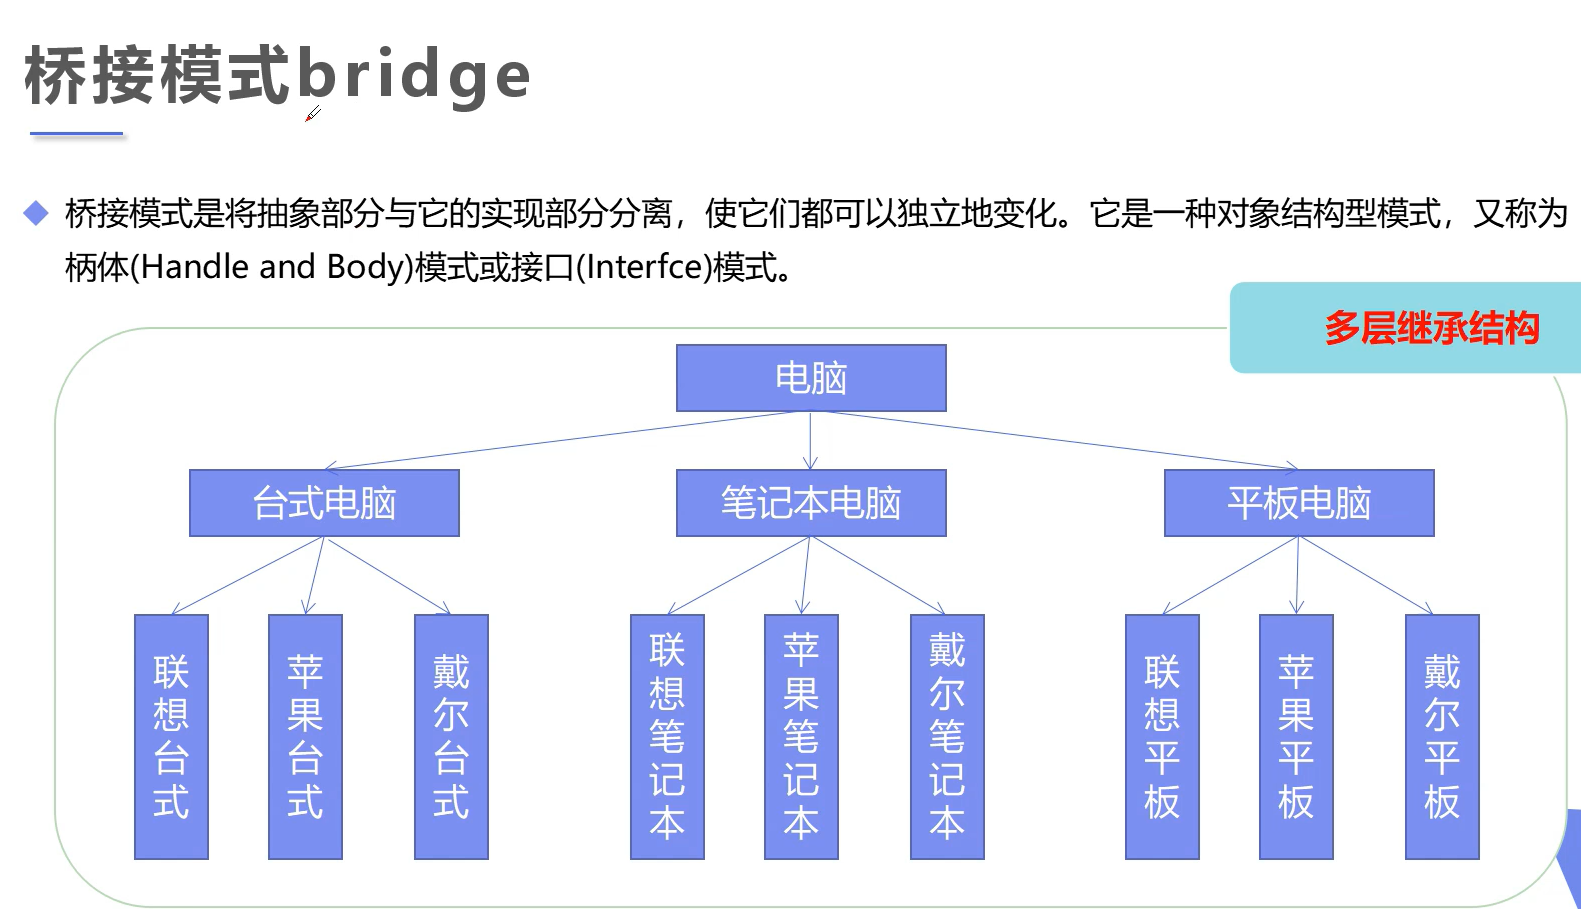 桥接模式bridge
桥接模式是将抽象部分与它的实现部分分离，使它们都可以独立地变化。它是一种对象结构型模式，又称为
柄体(Handle and Body)模式或接口(Interfce)模式。
多层继承结构
电脑
台式电脑
笔记本电脑
平板电脑
联想台式
苹果台式
戴尔台式
联想笔记本
苹果笔记本
戴尔笔记本
联想平板
苹果平板
戴尔平板